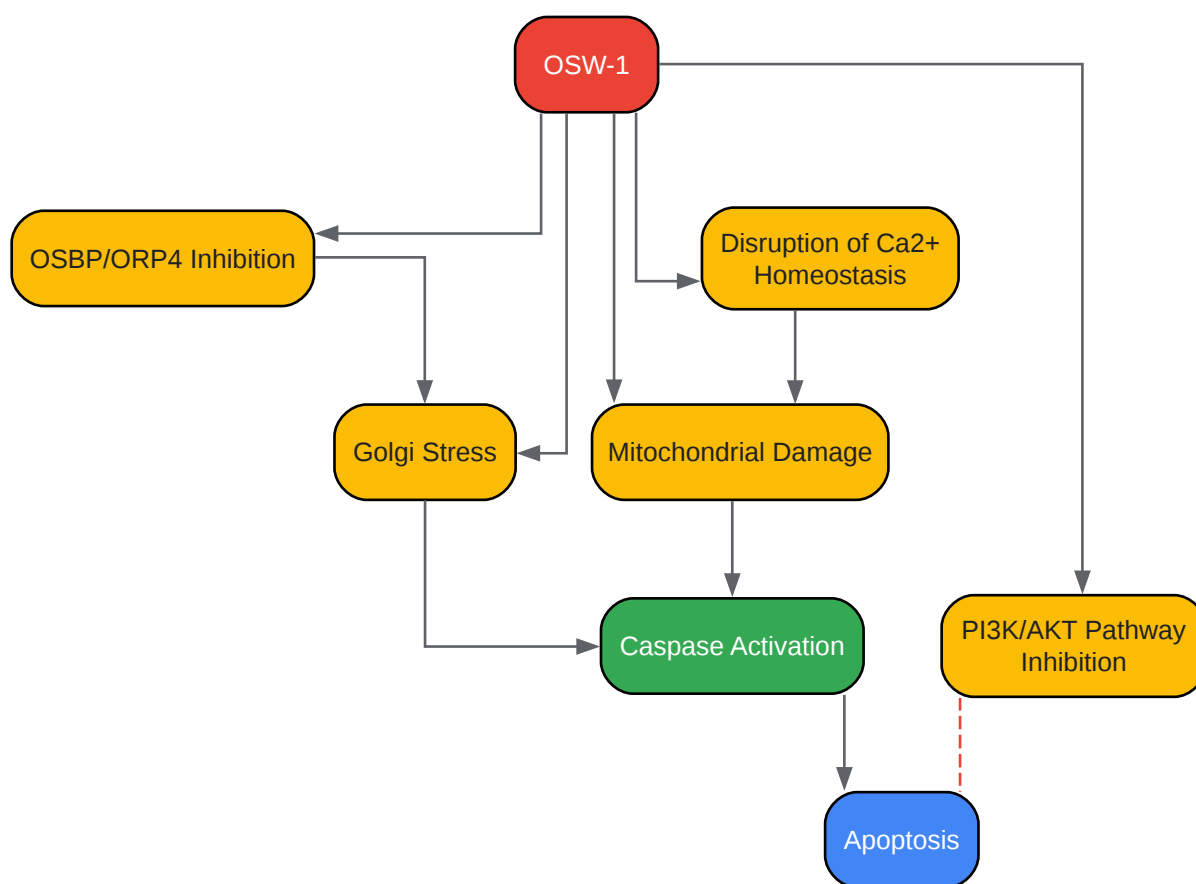 OSW-1
OSBP/ORP4 Inhibition
Disruption of Ca2+
Homeostasis
Golgi Stress
Mitochondrial Damage
Caspase Activation
PI3K/AKT Pathway
Inhibition
Apoptosis